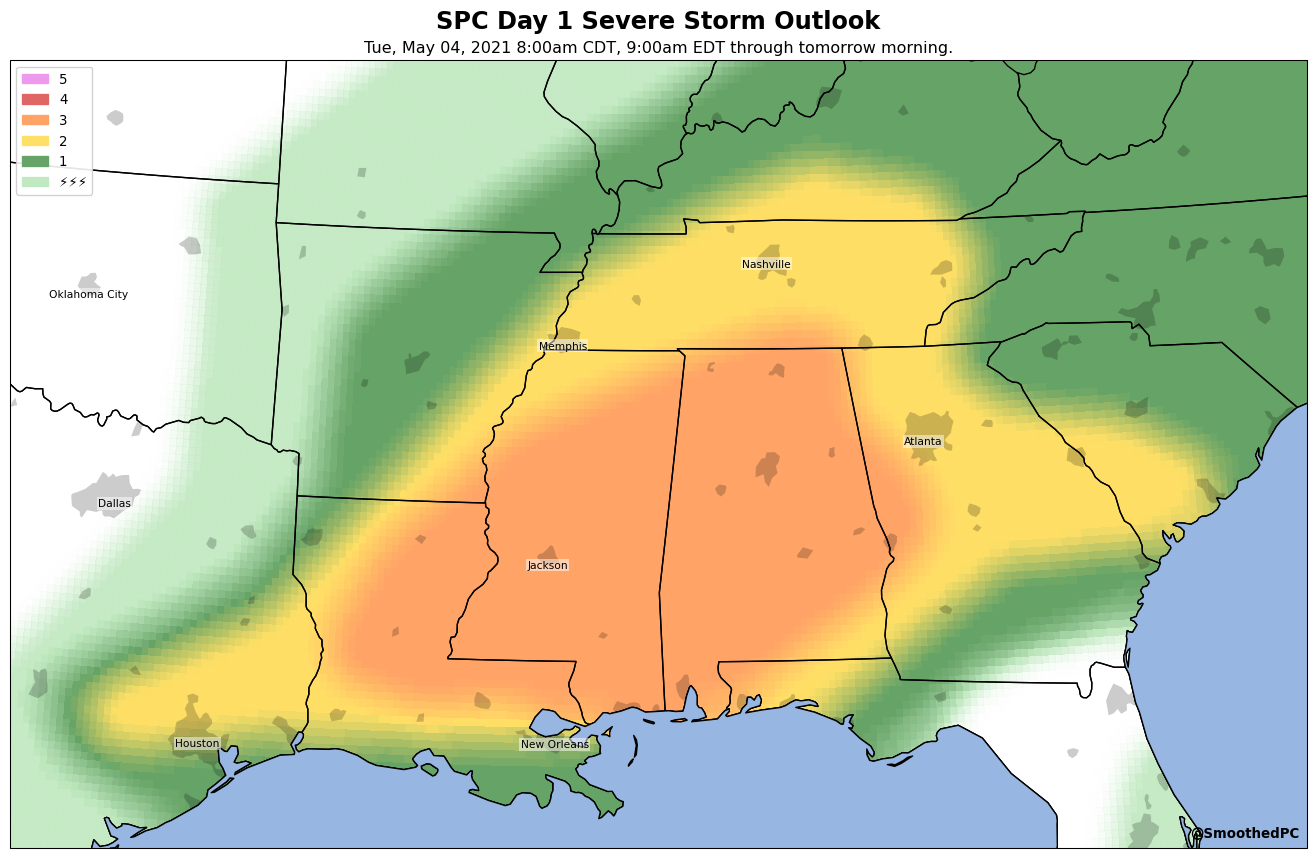 SPC Day 1 Severe Storm Outlook
Tue, May 04, 2021 8:00am CDT, 9:00am EDT through tomorrow morning.
5
4
3
2
1
⚡⚡⚡
Nashville
Oklahoma City
Memphis
Atlanta
Dallas
Jackson
Houston
New Orleans
@SmoothedPC